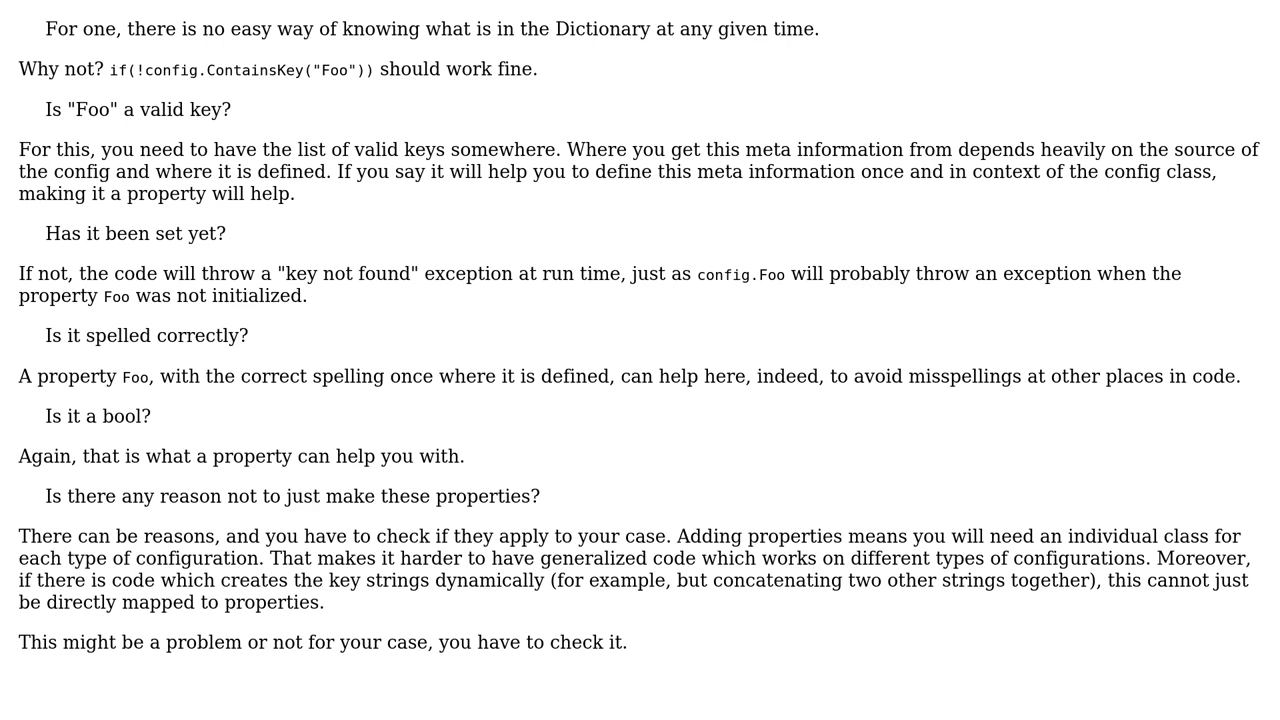 For one, there is no easy way of knowing what is in the Dictionary at any given time.
Why not? if(!config.ContainsKey("Foo")) should work fine.
Is "Foo" a valid key?
For this, you need to have the list of valid keys somewhere. Where you get this meta information from depends heavily on the source of
the config and where it is defined. If you say it will help you to define this meta information once and in context of the config class,
making it a property will help.
Has it been set yet?
If not, the code will throw a "key not found" exception at run time, just as config.Foo will probably throw an exception when the
property Foo was not initialized.
Is it spelled correctly?
A property Foo, with the correct spelling once where it is defined, can help here, indeed, to avoid misspellings at other places in code.
Is it a bool?
Again, that is what a property can help you with.
Is there any reason not to just make these properties?
There can be reasons, and you have to check if they apply to your case. Adding properties means you will need an individual class for
each type of configuration. That makes it harder to have generalized code which works on different types of configurations. Moreover,
if there is code which creates the key strings dynamically (for example, but concatenating two other strings together), this cannot just
be directly mapped to properties.
This might be a problem or not for your case, you have to check it.